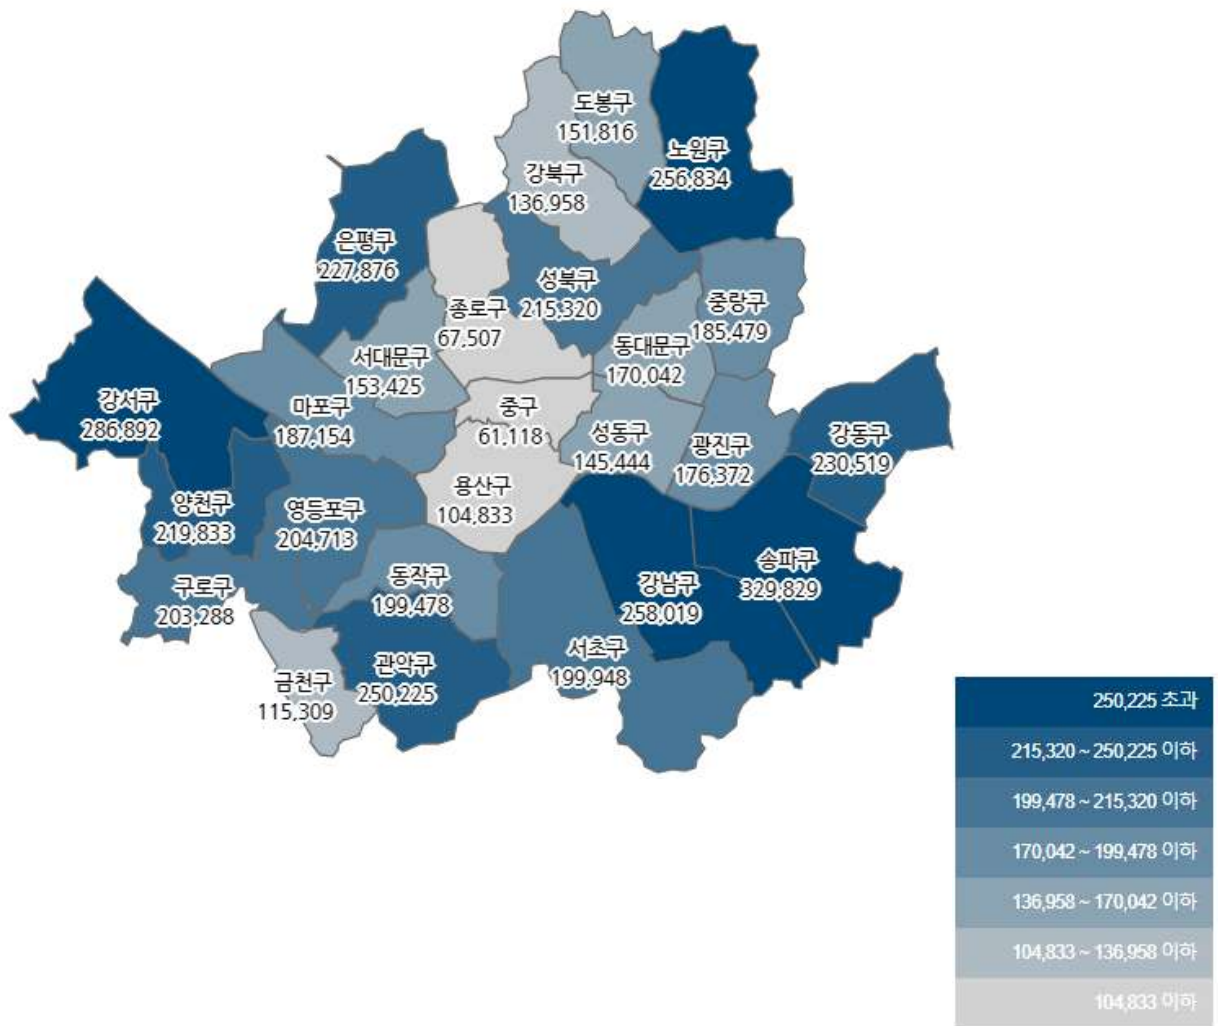 도봉구
151,816
노원구
256,834
강북구
136,958
은평구
227,876
성북구
215,320
중랑구
185,479
종로구
67,507
동대문구
170,042
서대문구
153,425
강서구
286,892
마포구
187,154
중구
61,118
성동구
145,444
광진구
176,372
강동구
230,519
양천구
219,833
영등포구
204,713
용산구
104,833
구로구
203,288
동작구
199,478
강남구
258,019
송파구
329,829
서초구
199,948
관악구
250,225
금천구
115,309
250,225 초과
215,320 ~ 250,225 이하
199,478 ~ 215,320 이하
170,042 ~ 199,478 이하
136,958 ~ 170,042 이하
104,833 ~ 136,958 이하
104,833 이하